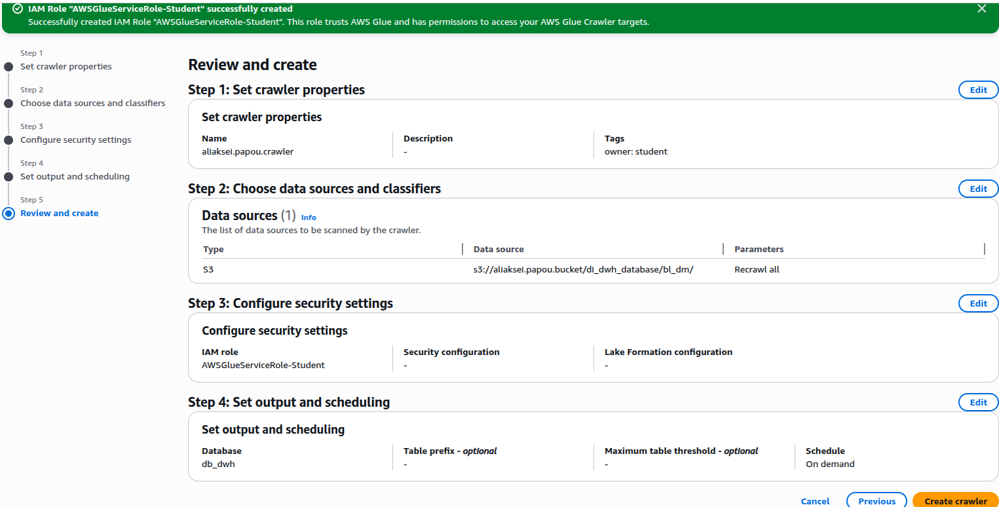 IAM Role "AWSGlueServiceRole-Student" successfully created
Successfully created IAM Role "AWSGlueServiceRole-Student". This role trusts AWS Glue and has permissions to access your AWS Glue Crawler targets.
Step 1
Set crawler properties
Step 2
Choose data sources and classifiers
Step 3
Configure security settings
Step 4
Set output and scheduling
Step 5
Review and create
Review and create
Step 1: Set crawler properties
Edit
Set crawler properties
Name
aliaksei.papou.crawler
Description
-
Tags
owner: student
Step 2: Choose data sources and classifiers
Edit
Data sources (1) Info
The list of data sources to be scanned by the crawler.
Type Data source Parameters
S3 s3://aliaksei.papou.bucket/di_dwh_database/bl_dm/ Recrawl all
Step 3: Configure security settings
Edit
Configure security settings
IAM role
AWSGlueServiceRole-Student
Security configuration
-
Lake Formation configuration
-
Step 4: Set output and scheduling
Edit
Set output and scheduling
Database
db_dwh
Table prefix - optional
-
Maximum table threshold - optional
-
Schedule
On demand
Cancel Previous Create crawler